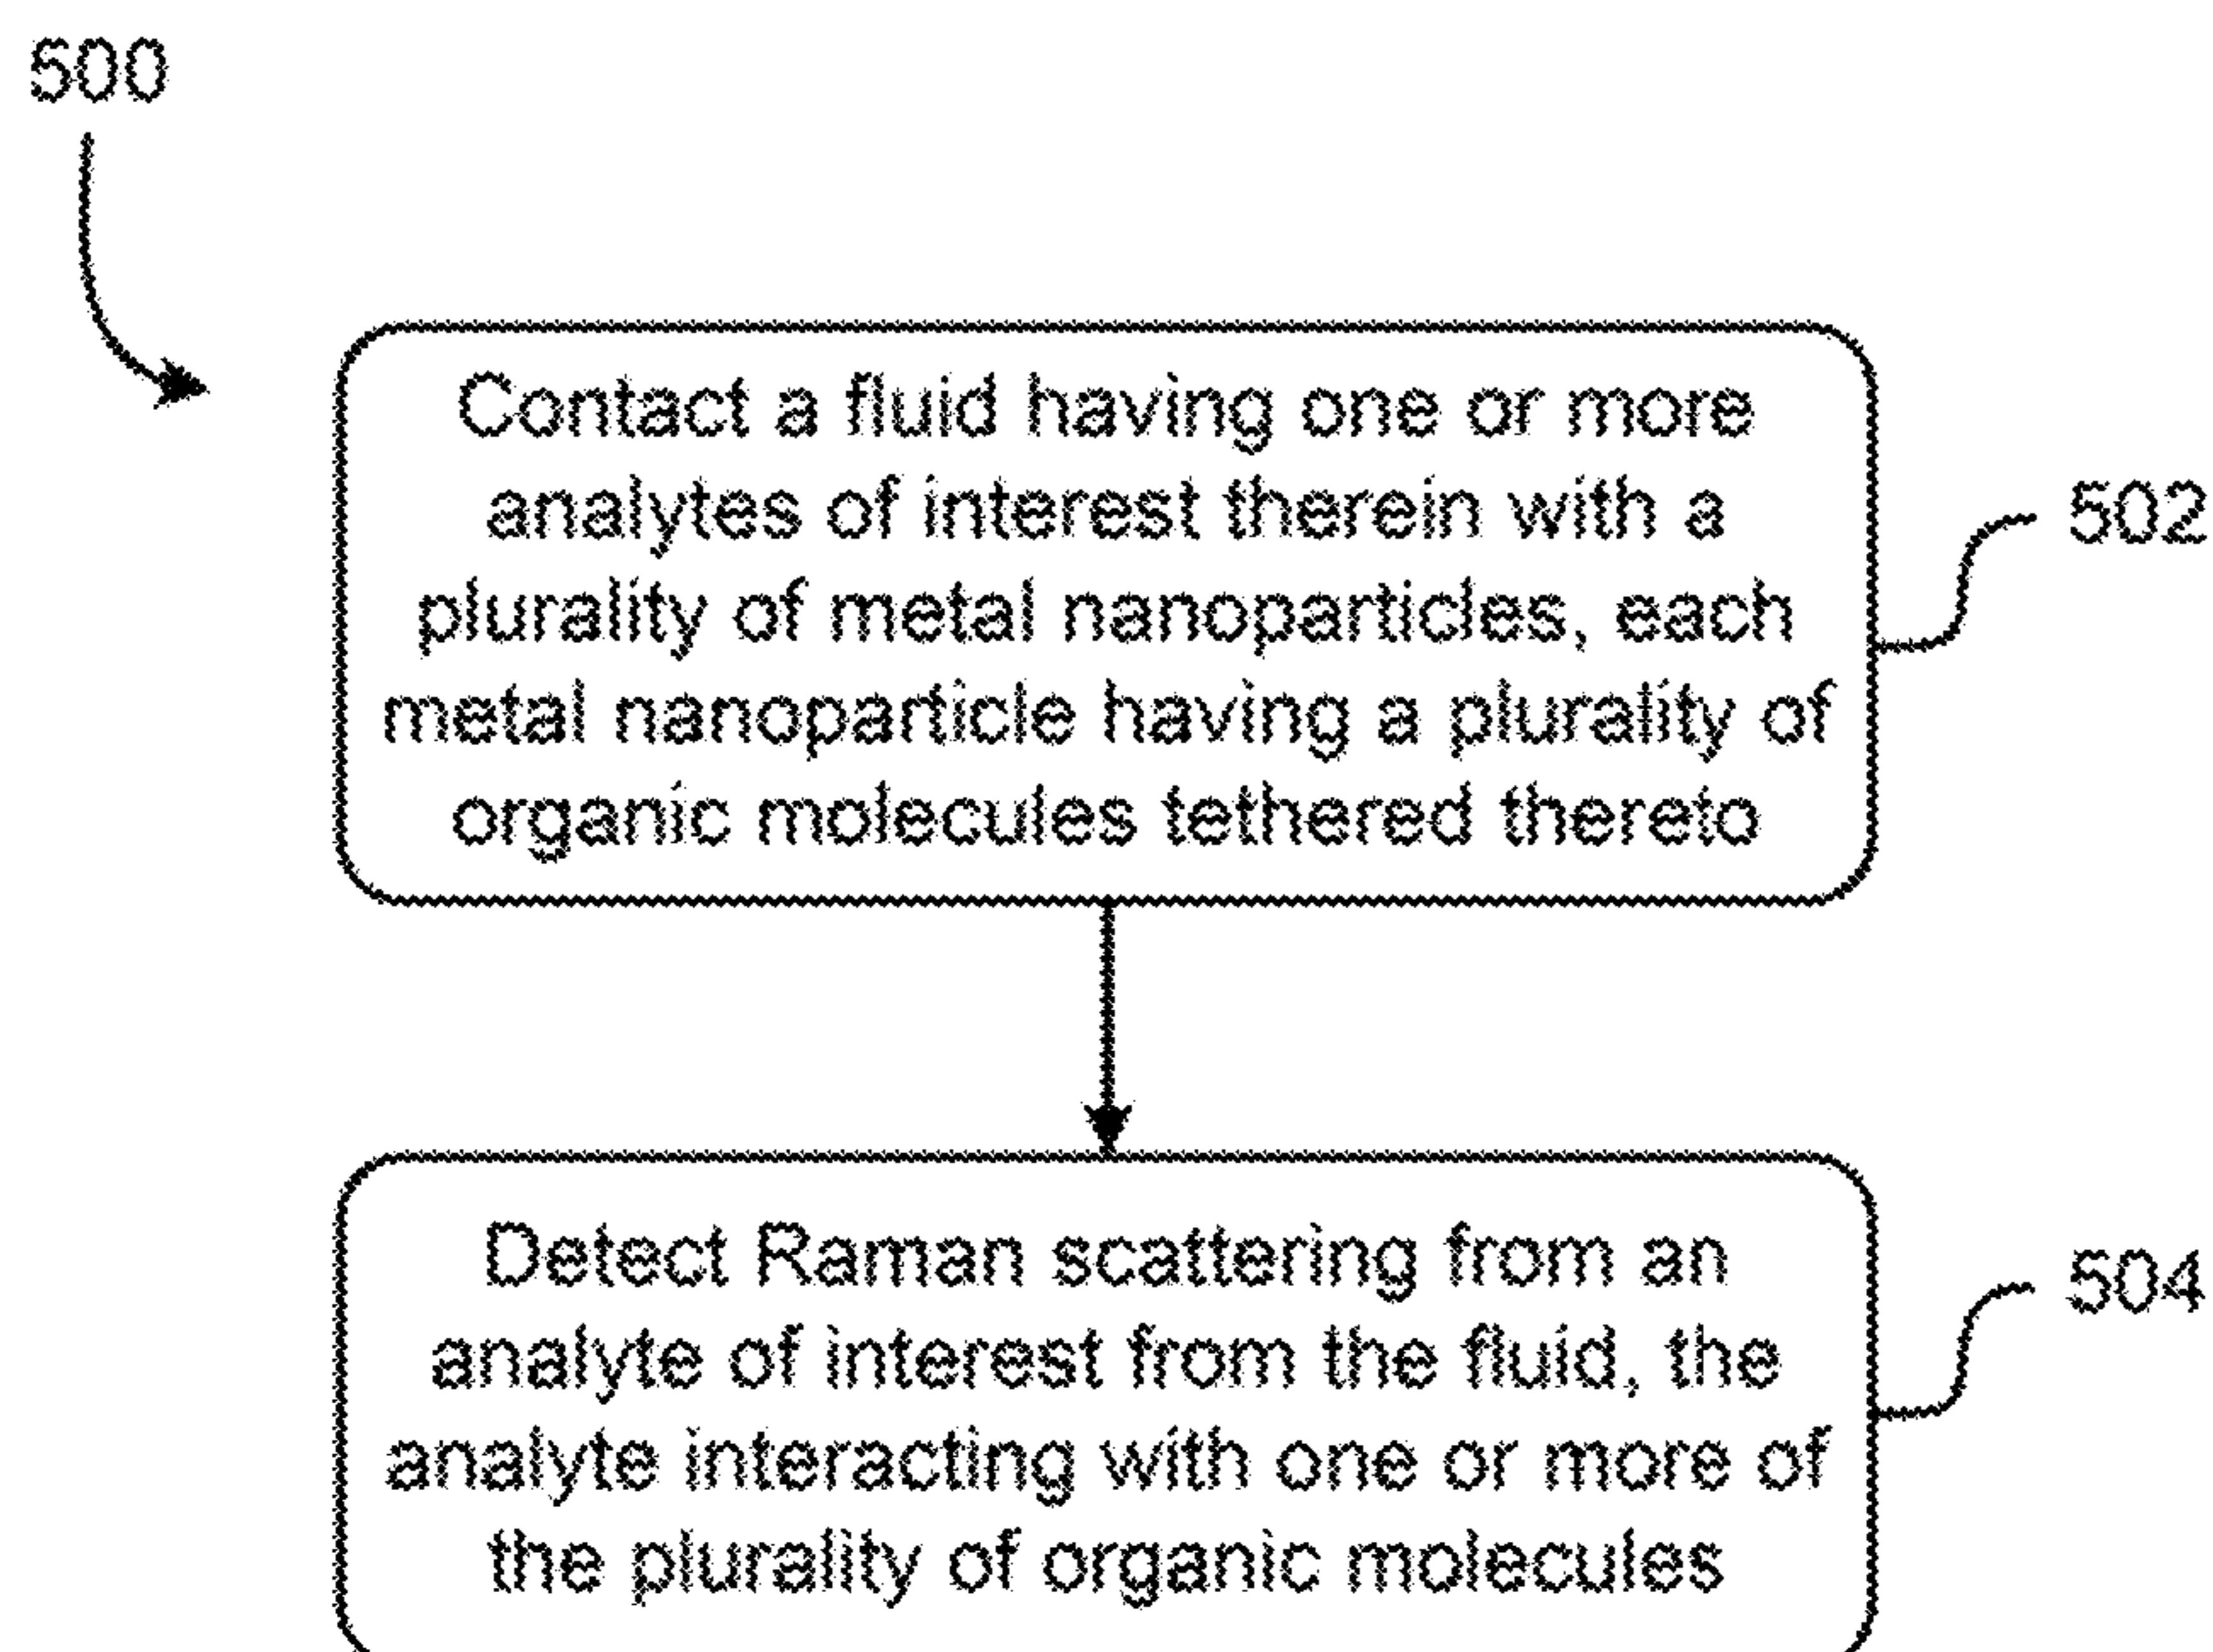 500
Contact a fluid having one or more
analytes of interest therein with a
plurality of metal nanoparticles, each
metal nanoparticle having a plurality of
organic molecules tethered thereto
502
Detect Raman scattering from an
analyte of interest from the fluid, the
analyte interacting with one or more of
the plurality of organic molecules
504